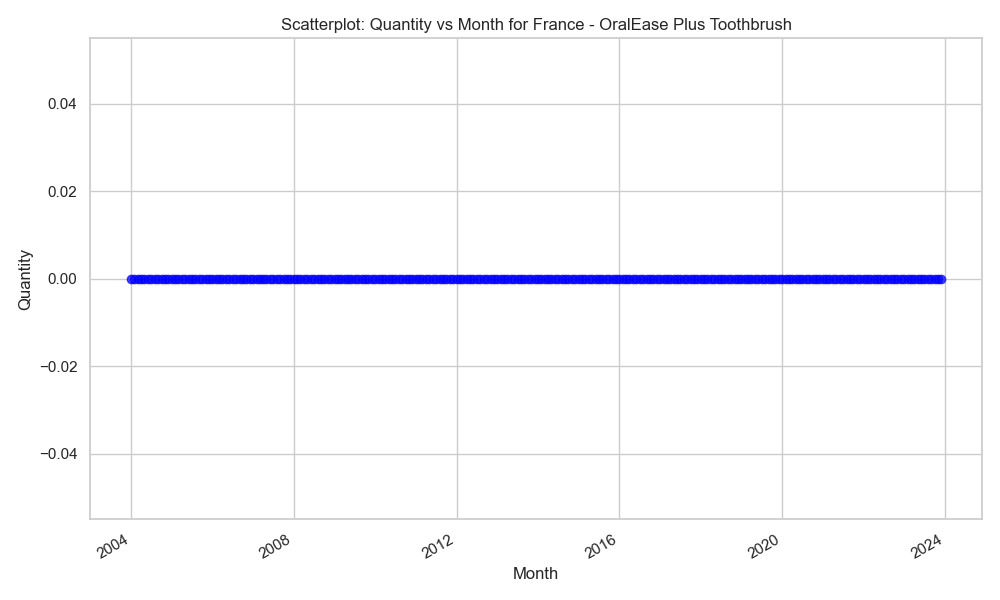 Scatterplot: Quantity vs Month for France - OralEase Plus Toothbrush
0.04
0.02
0.00
−0.02
−0.04
Quantity
2004 2008 2012 2016 2020 2024
Month